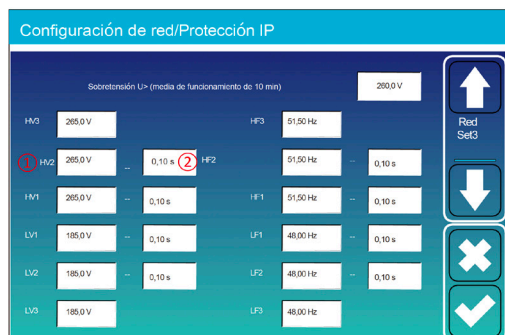 Configuración de red/Protección IP
Sobretensión U> (media de funcionamiento de 10 min) 260,0 V
HV3 265,0 V HF3 51,50 Hz
① HV2 265,0 V -- 0,10 s ② HF2 51,50 Hz -- 0,10 s
HV1 265,0 V -- 0,10 s HF1 51,50 Hz -- 0,10 s
LV1 185,0 V -- 0,10 s LF1 48,00 Hz -- 0,10 s
LV2 185,0 V -- 0,10 s LF2 48,00 Hz -- 0,10 s
LV3 185,0 V LF3 48,00 Hz
Red
Set3